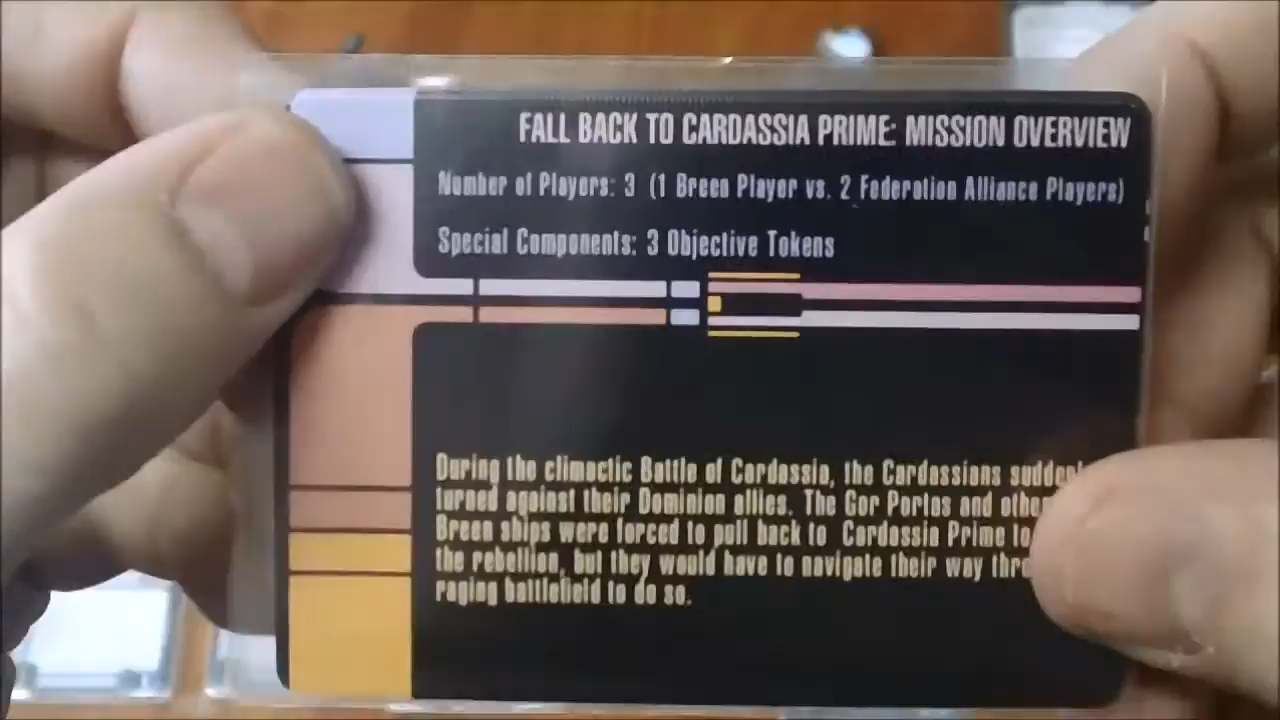 FALL BACK TO CARDASSIA PRIME: MISSION OVERVIEW
Number of Players: 3 (1 Breen Player vs. 2 Federation Alliance Players)
Special Components: 3 Objective Tokens
During the climactic Battle of Cardassia, the Cardassians
turned against their Dominion allies. The Gor Portas and
Breen ships were forced to pull back to Cardassia Prime to
the rebellion, but they would have to navigate their way
raging battlefield to do so.